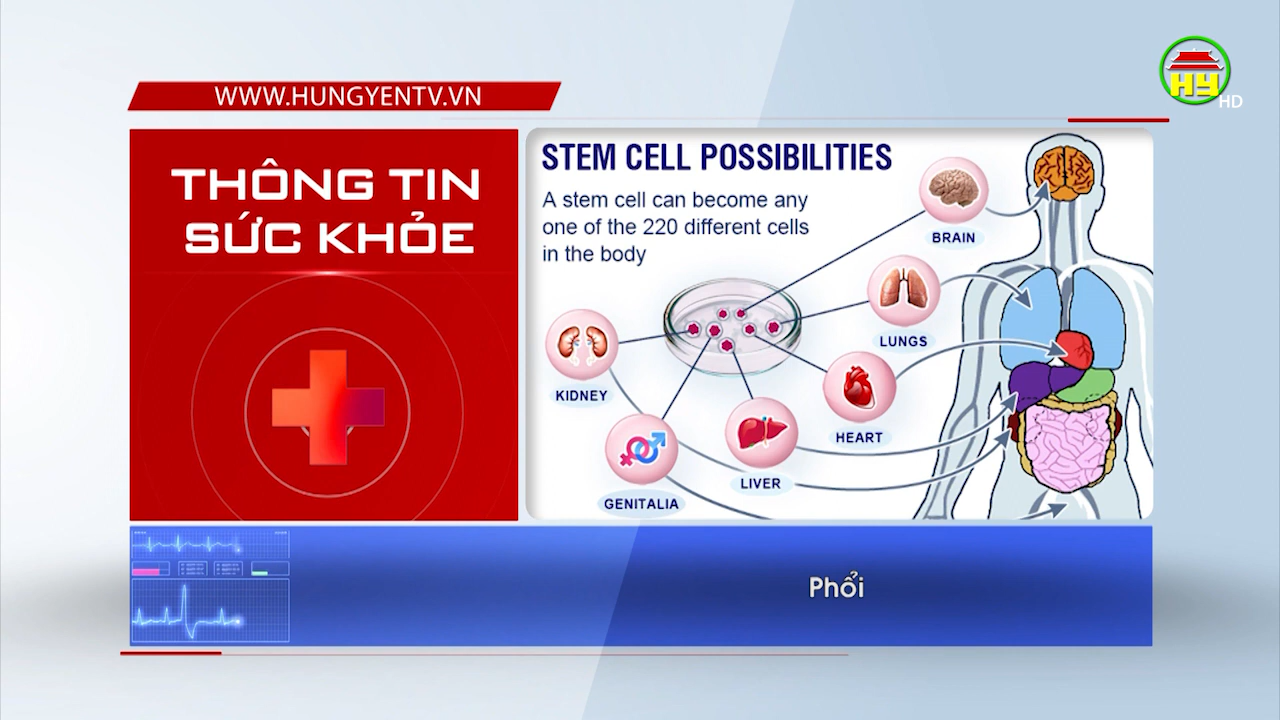 WWW.HUNGYENTV.VN
HY
HD
THÔNG TIN
SỨC KHỎE
STEM CELL POSSIBILITIES
A stem cell can become any
one of the 220 different cells
in the body
BRAIN
LUNGS
KIDNEY
HEART
LIVER
GENITALIA
Phổi